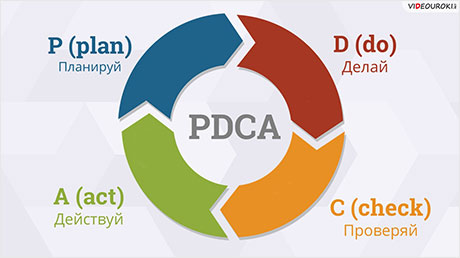 VIDEOUROKI
P (plan)
Планируй
D (do)
Делай
PDCA
A (act)
Действуй
C (check)
Проверяй